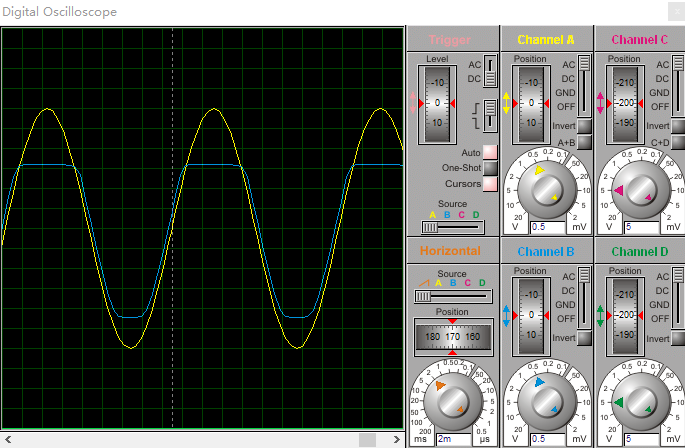 Digital Oscilloscope
Trigger
Level
-10
0
10
AC
DC
Auto
One-Shot
Cursors
Source
A B C D
Channel A
Position
-10
0
10
AC
DC
GND
OFF
Invert
A+B
0.5 0.2 0.1
1 50
2 20
5 10
10 5
20 2
V 0.5 mV
Channel C
Position
-210
-200
-190
AC
DC
GND
OFF
Invert
C+D
0.5 0.2 0.1
1 50
2 20
5 10
10 5
20 2
V 5 mV
Horizontal
Source
A B C D
Position
180 170 160
1 0.5 0.2
2 0.1
5 50
10 20
20 10
50 5
100 2
200 1
0.5
ms 2m µs
Channel B
Position
-10
0
10
AC
DC
GND
OFF
Invert
0.5 0.2 0.1
1 50
2 20
5 10
10 5
20 2
V 0.5 mV
Channel D
Position
-210
-200
-190
AC
DC
GND
OFF
Invert
0.5 0.2 0.1
1 50
2 20
5 10
10 5
20 2
V 5 mV